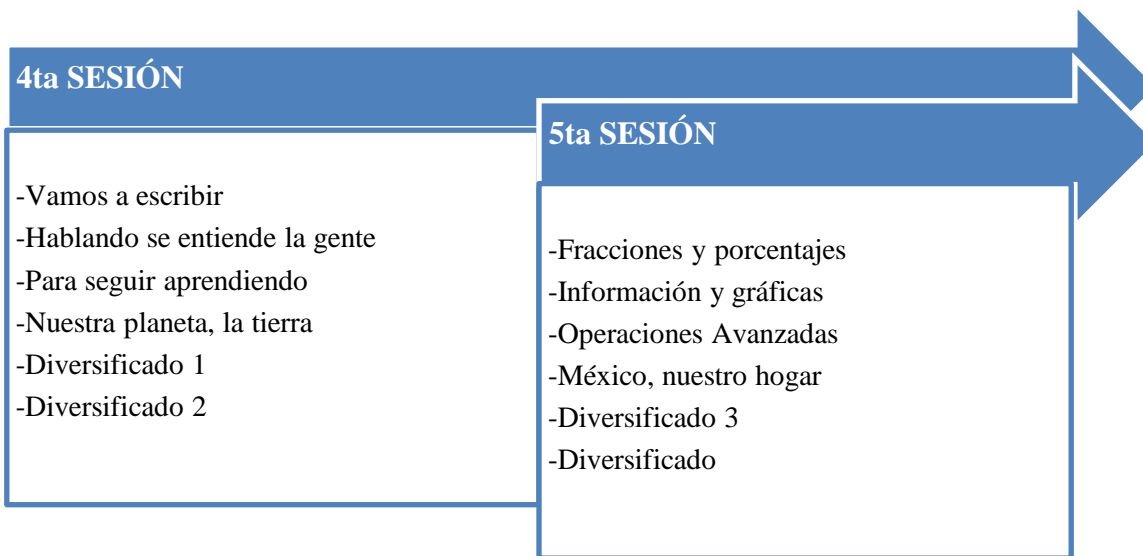 4ta SESIÓN
-Vamos a escribir
-Hablando se entiende la gente
-Para seguir aprendiendo
-Nuestra planeta, la tierra
-Diversificado 1
-Diversificado 2
5ta SESIÓN
-Fracciones y porcentajes
-Información y gráficas
-Operaciones Avanzadas
-México, nuestro hogar
-Diversificado 3
-Diversificado